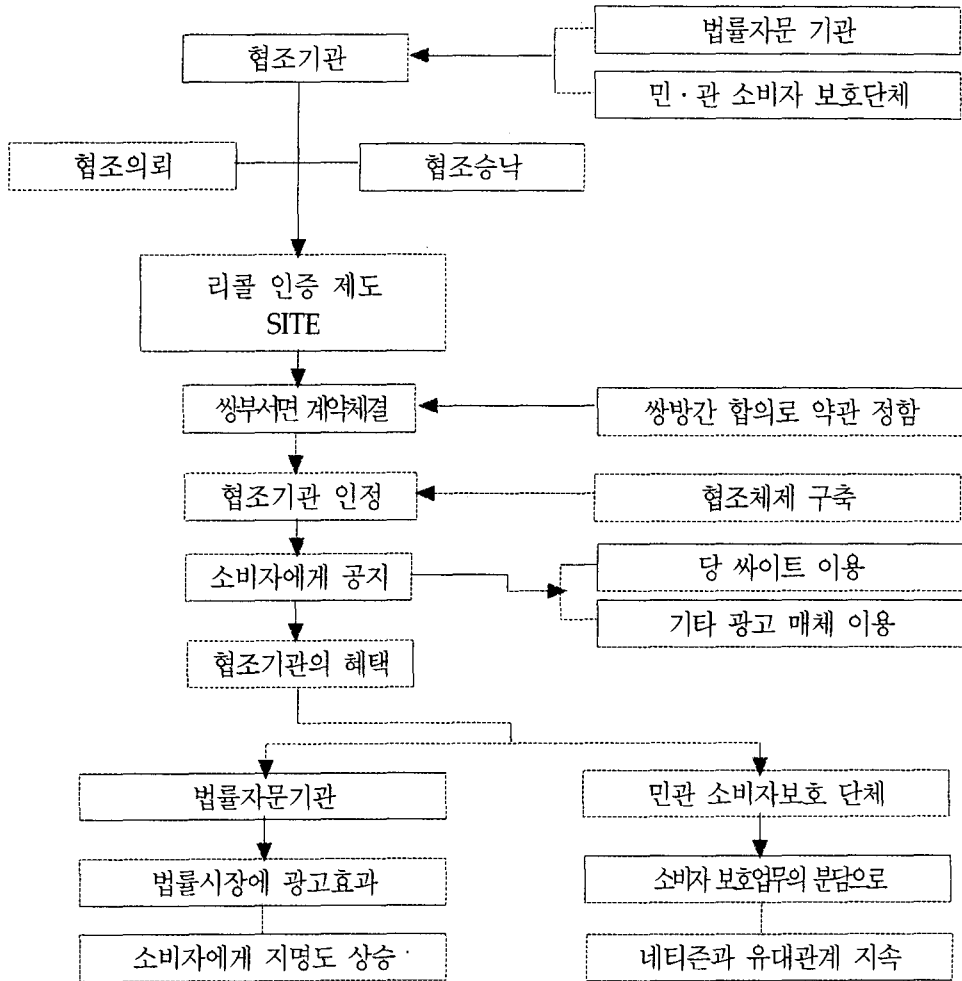 법률자문 기관
협조기관
민·관 소비자 보호단체
협조의뢰
협조승낙
리콜 인증 제도
SITE
쌍부서면 계약체결
쌍방간 합의로 약관 정함
협조기관 인정
협조체제 구축
소비자에게 공지
당 싸이트 이용
기타 광고 매체 이용
협조기관의 혜택
법률자문기관
민관 소비자보호 단체
법률시장에 광고효과
소비자 보호업무의 분담으로
소비자에게 지명도 상승
네티즌과 유대관계 지속